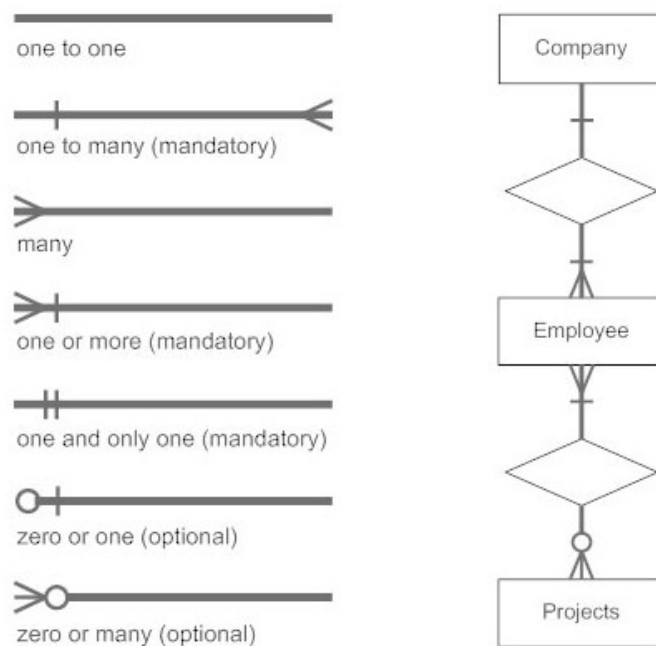 one to one
one to many (mandatory)
many
one or more (mandatory)
one and only one (mandatory)
zero or one (optional)
zero or many (optional)
Company
Employee
Projects